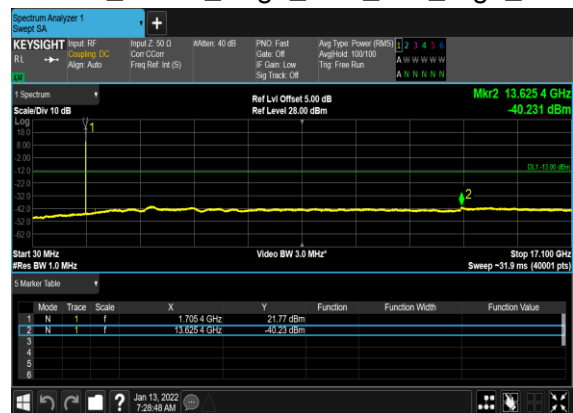 Spectrum Analyzer 1
Swept SA
+
KEYSIGHT Input: RF Input Z: 50 Ω #Atten: 40 dB PNO: Fast Avg Type: Power (RMS) 1 2 3 4 5 6
RL Coupling: DC Corr CCorr Gate: Off Avg|Hold: 100/100 A W W W W W
Align: Auto Freq Ref: Int (S) IF Gain: Low Trig: Free Run
Sig Track: Off A N N N N N
1 Spectrum Ref Lvl Offset 5.00 dB Mkr2 13.625 4 GHz
Scale/Div 10 dB Ref Level 28.00 dBm -40.231 dBm
Log
18.0
1
8.00
-2.00
-12.0
DL1 -13.00 dBm
-22.0
-32.0
2
-42.0
-52.0
-62.0
Start 30 MHz Video BW 3.0 MHz* Stop 17.100 GHz
#Res BW 1.0 MHz Sweep ~31.9 ms (40001 pts)
5 Marker Table
Mode Trace Scale X Y Function Function Width Function Value
1 N 1 f 1.705 4 GHz 21.77 dBm
2 N 1 f 13.625 4 GHz -40.23 dBm
3
4
5
6
? Jan 13, 2022
7:28:48 AM